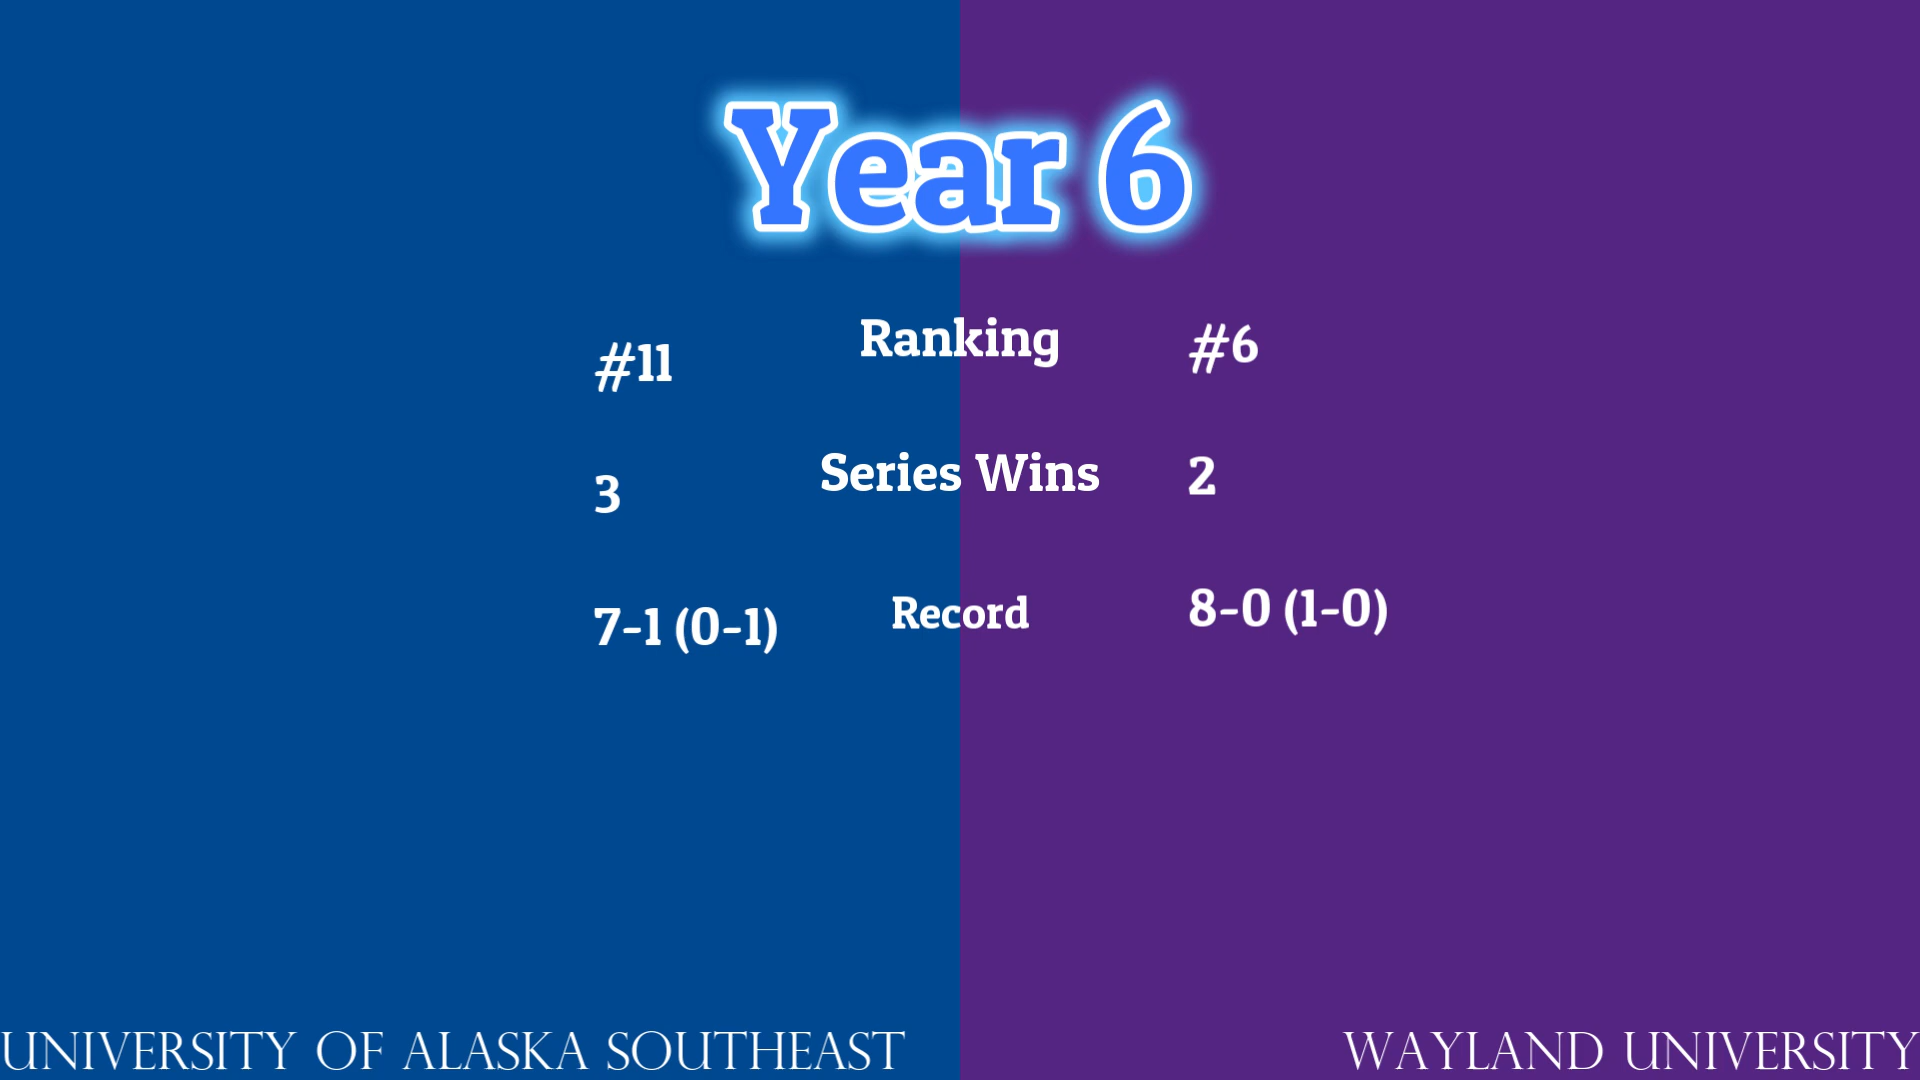 Year 6
#11 Ranking #6
3 Series Wins 2
7-1 (0-1) Record 8-0 (1-0)
UNIVERSITY OF ALASKA SOUTHEAST WAYLAND UNIVERSITY